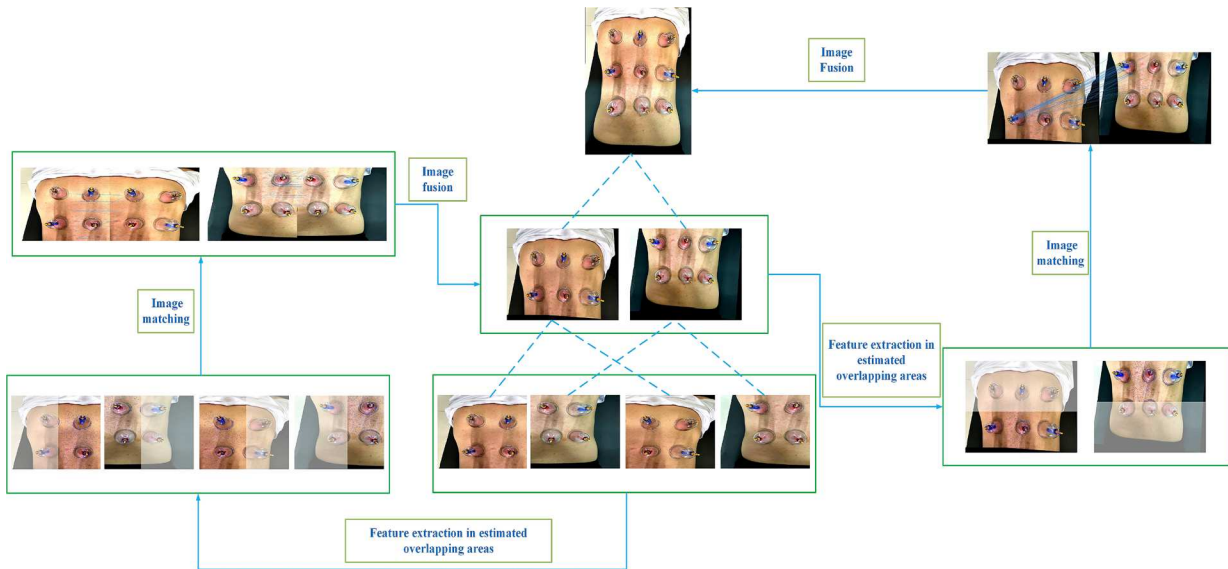 Image
Fusion
Image
fusion
Image
matching
Image
matching
Feature extraction in
estimated
overlapping areas
Feature extraction in estimated
overlapping areas